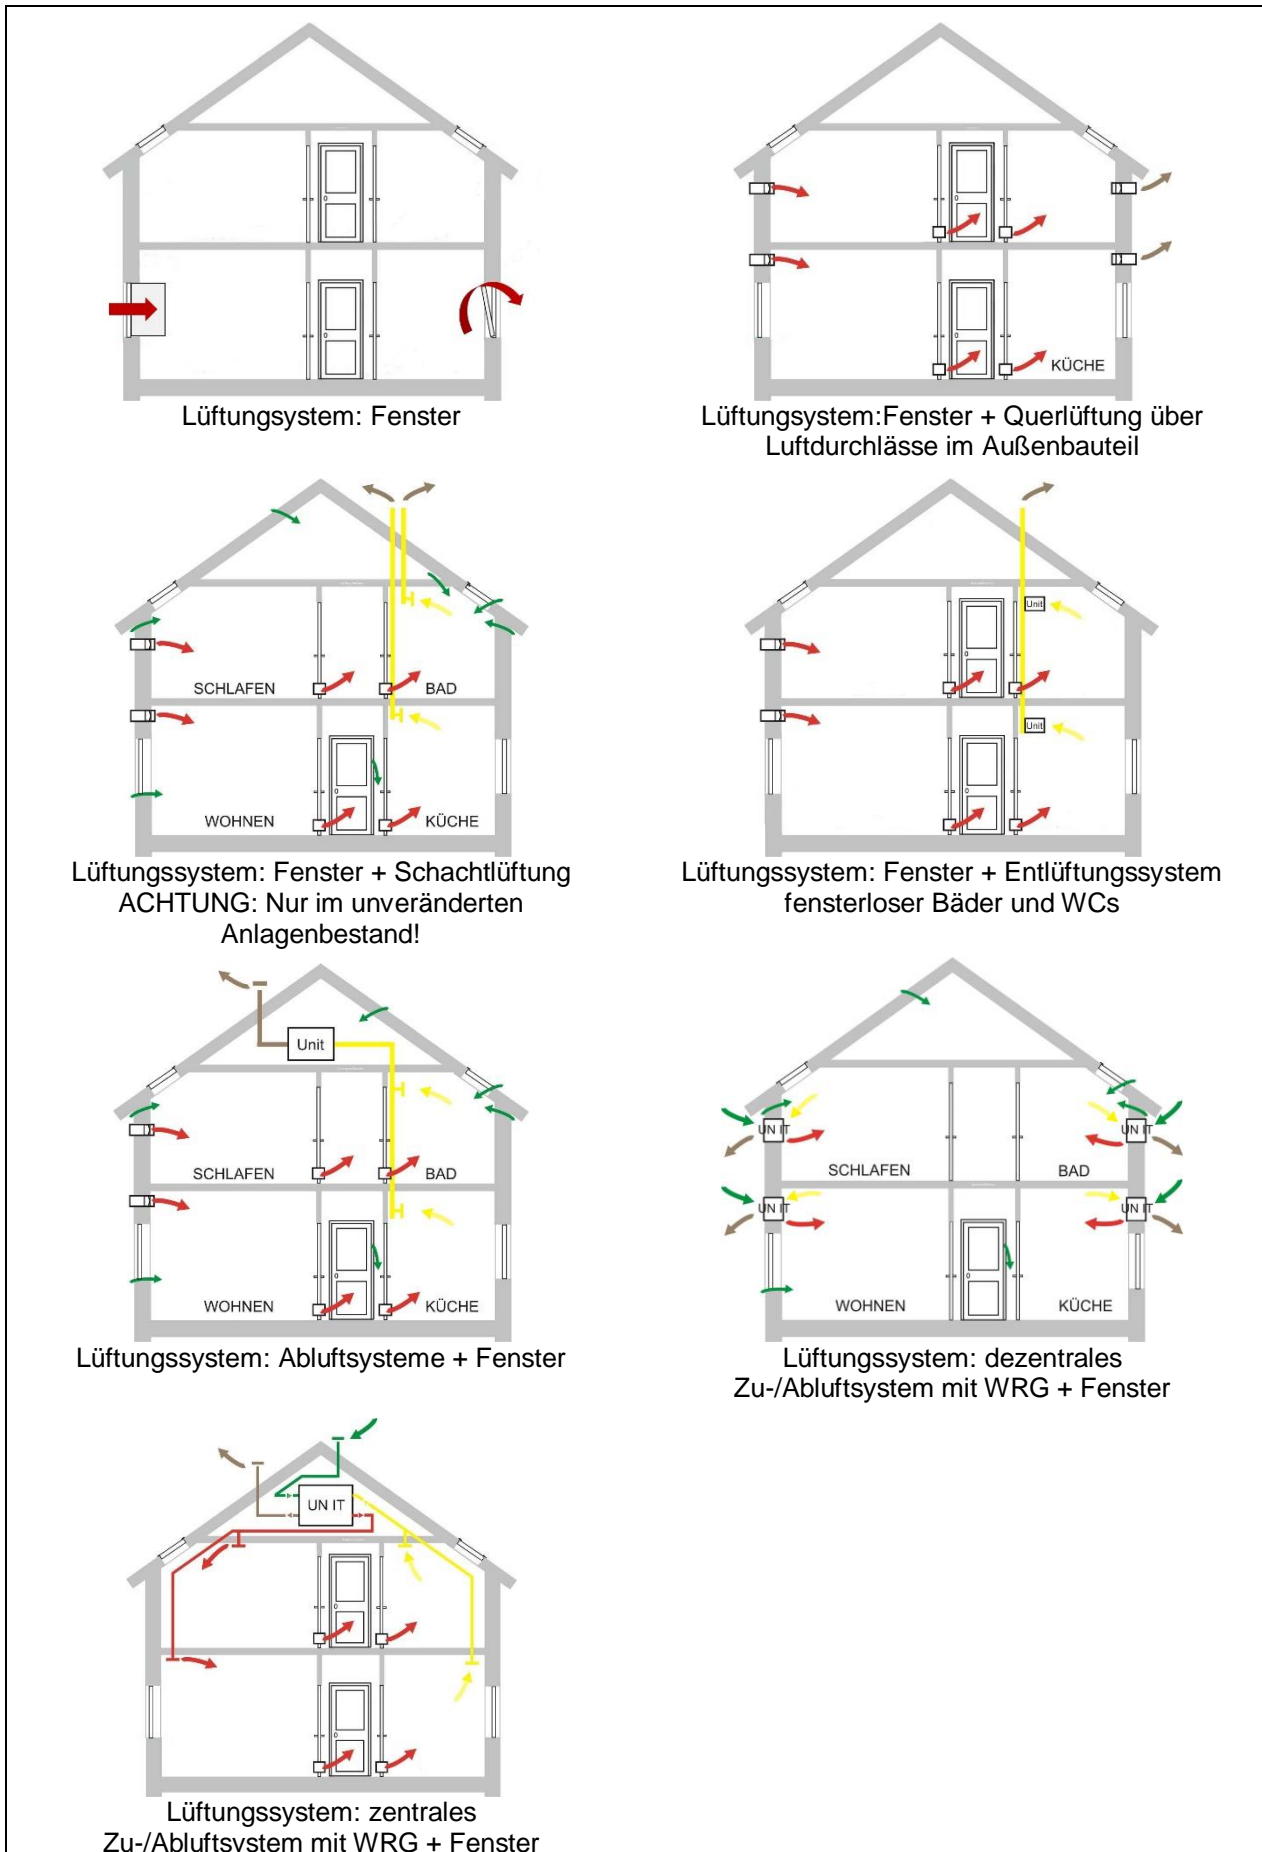 Lüftungsystem: Fenster
KÜCHE
Lüftungsystem:Fenster + Querlüftung über
Luftdurchlässe im Außenbauteil
SCHLAFEN
BAD
WOHNEN
KÜCHE
Lüftungssystem: Fenster + Schachtlüftung
ACHTUNG: Nur im unveränderten
Anlagenbestand!
Unit
Unit
Lüftungssystem: Fenster + Entlüftungssystem
fensterloser Bäder und WCs
Unit
SCHLAFEN
BAD
WOHNEN
KÜCHE
Lüftungssystem: Abluftsysteme + Fenster
UN IT
UN IT
SCHLAFEN
BAD
UN IT
UN IT
WOHNEN
KÜCHE
Lüftungssystem: dezentrales
Zu-/Abluftsystem mit WRG + Fenster
UN IT
Lüftungssystem: zentrales
Zu-/Abluftsystem mit WRG + Fenster